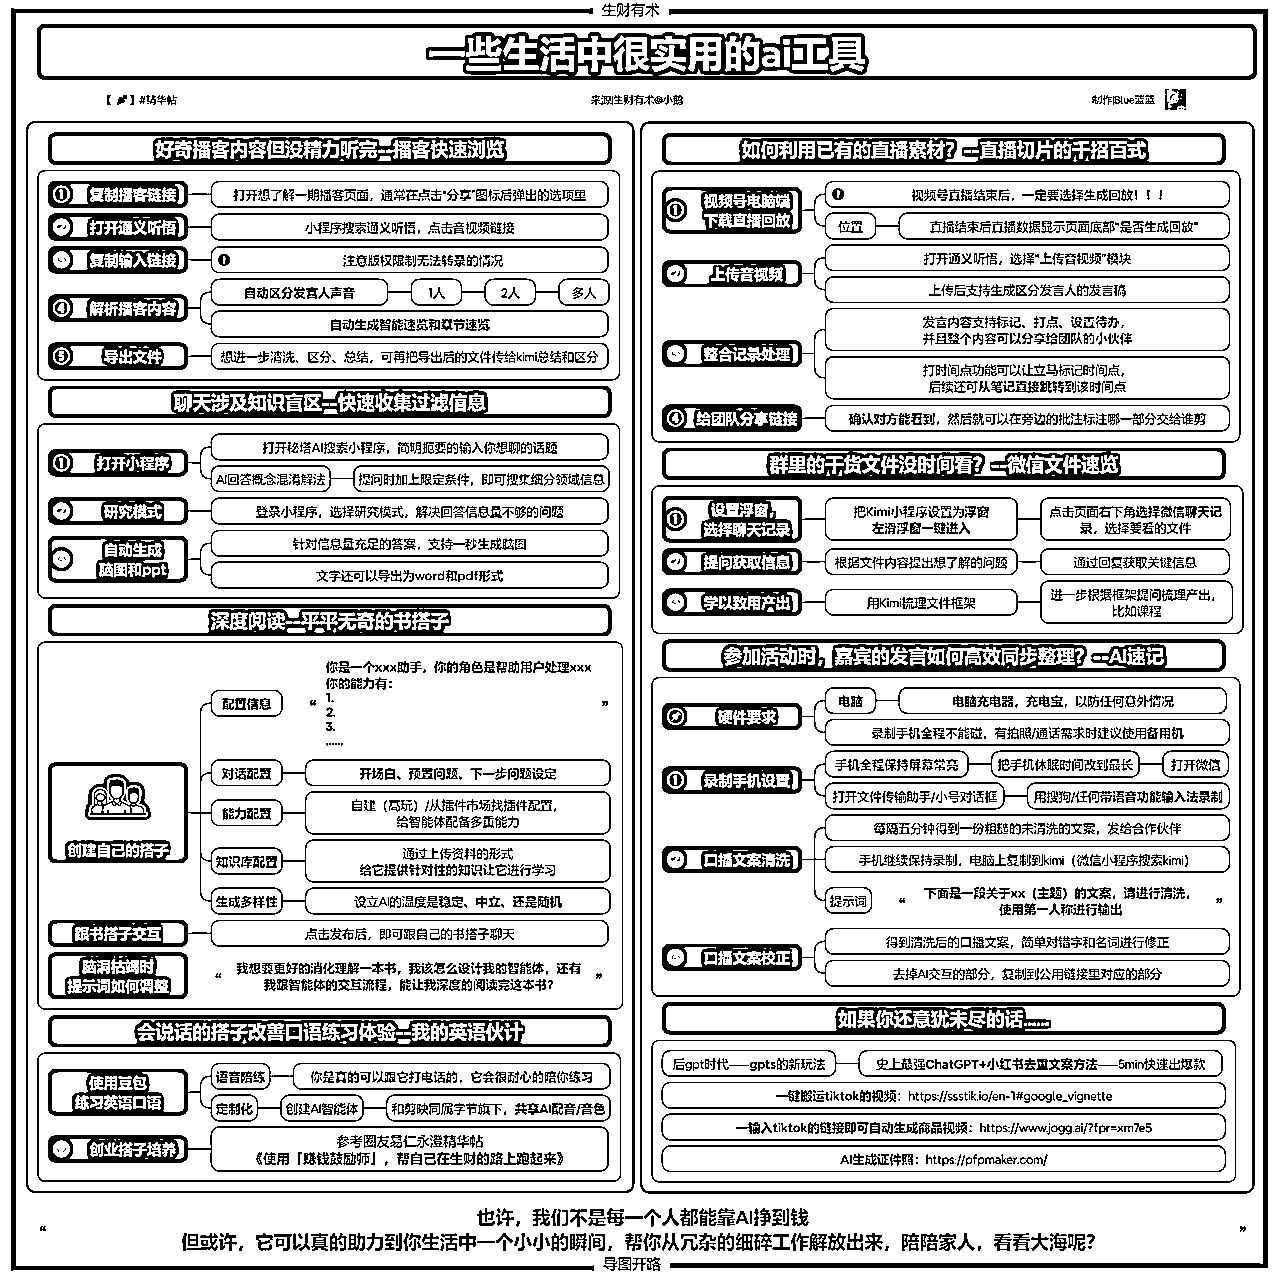 生财有术
一些生活中很实用的ai工具
【 】#精华帖
来源|生财有术@小鹅
制作|Blue蓝蓝
好奇播客内容但没精力听完--播客快速浏览
① 复制播客链接
打开想了解一期播客页面，通常在点击“分享”图标后弹出的选项里
打开通义听悟
小程序搜索通义听悟，点击音视频链接
复制输入链接
注意版权限制无法转录的情况
④ 解析播客内容
自动区分发言人声音
1人
2人
多人
自动生成智能速览和章节速览
⑤ 导出文件
想进一步清洗、区分、总结，可再把导出后的文件传给kimi总结和区分
聊天涉及知识盲区--快速收集过滤信息
① 打开小程序
打开秘塔AI搜索小程序，简明扼要的输入你想聊的话题
AI回答概念混淆解法
提问时加上限定条件，即可搜集细分领域信息
研究模式
登录小程序，选择研究模式，解决回答信息量不够的问题
自动生成
脑图和ppt
针对信息量充足的答案，支持一秒生成脑图
文字还可以导出为word和pdf形式
深度阅读--平平无奇的书搭子
创建自己的搭子
配置信息
“
你是一个xxx助手，你的角色是帮助用户处理xxx
你的能力有：
1.
2.
3.
......
”
对话配置
开场白、预置问题、下一步问题设定
能力配置
自建（高玩）/从插件市场找插件配置，
给智能体配备多重能力
知识库配置
通过上传资料的形式
给它提供针对性的知识让它进行学习
生成多样性
设立AI的温度是稳定、中立、还是随机
跟书搭子交互
点击发布后，即可跟自己的书搭子聊天
脑洞枯竭时
提示词如何调整
“ 我想要更好的消化理解一本书，我该怎么设计我的智能体，还有
我跟智能体的交互流程，能让我深度的阅读完这本书？ ”
会说话的搭子改善口语练习体验--我的英语伙计
使用豆包
练习英语口语
语音陪练
你是真的可以跟它打电话的，它会很耐心的陪你练习
定制化
创建AI智能体
和剪映同属字节旗下，共享AI配音/音色
创业搭子培养
参考圈友易仁永澄精华帖
《使用「赚钱鼓励师」，帮自己在生财的路上跑起来》
如何利用已有的直播素材？--直播切片的千招百式
① 视频号电脑端
下载直播回放
视频号直播结束后，一定要选择生成回放！！！
位置
直播结束后直播数据显示页面底部“是否生成回放”
上传音视频
打开通义听悟，选择“上传音视频”模块
上传后支持生成区分发言人的发言稿
整合记录处理
发言内容支持标记、打点、设置待办，
并且整个内容可以分享给团队的小伙伴
打时间点功能可以让立马标记时间点，
后续还可从笔记直接跳转到该时间点
④ 给团队分享链接
确认对方能看到，然后就可以在旁边的批注标注哪一部分交给谁剪
群里的干货文件没时间看？--微信文件速览
① 设置浮窗，
选择聊天记录
把Kimi小程序设置为浮窗
左滑浮窗一键进入
点击页面右下角选择微信聊天记
录，选择要看的文件
提问获取信息
根据文件内容提出想了解的问题
通过回复获取关键信息
学以致用产出
用Kimi梳理文件框架
进一步根据框架提问梳理产出，
比如课程
参加活动时，嘉宾的发言如何高效同步整理？--AI速记
硬件要求
电脑
电脑充电器，充电宝，以防任何意外情况
录制手机全程不能碰，有拍照/通话需求时建议使用备用机
① 录制手机设置
手机全程保持屏幕常亮
把手机休眠时间改到最长
打开微信
打开文件传输助手/小号对话框
用搜狗/任何带语音功能输入法录制
口播文案清洗
每隔五分钟得到一份粗糙的未清洗的文案，发给合作伙伴
手机继续保持录制，电脑上复制到kimi（微信小程序搜索kimi）
提示词
“ 下面是一段关于xx（主题）的文案，请进行清洗，
使用第一人称进行输出 ”
口播文案校正
得到清洗后的口播文案，简单对错字和名词进行修正
去掉AI交互的部分，复制到公用链接里对应的部分
如果你还意犹未尽的话......
后gpt时代——gpts的新玩法
史上最强ChatGPT+小红书去重文案方法——5min快速出爆款
一键搬运tiktok的视频：https://ssstik.io/en-1#google_vignette
一输入tiktok的链接即可自动生成商品视频：https://www.jogg.ai/?fpr=xm7e5
AI生成证件照：https://pfpmaker.com/
“ 也许，我们不是每一个人都能靠AI挣到钱
但或许，它可以真的助力到你生活中一个小小的瞬间，帮你从冗杂的细碎工作解放出来，陪陪家人，看看大海呢？ ”
导图开路